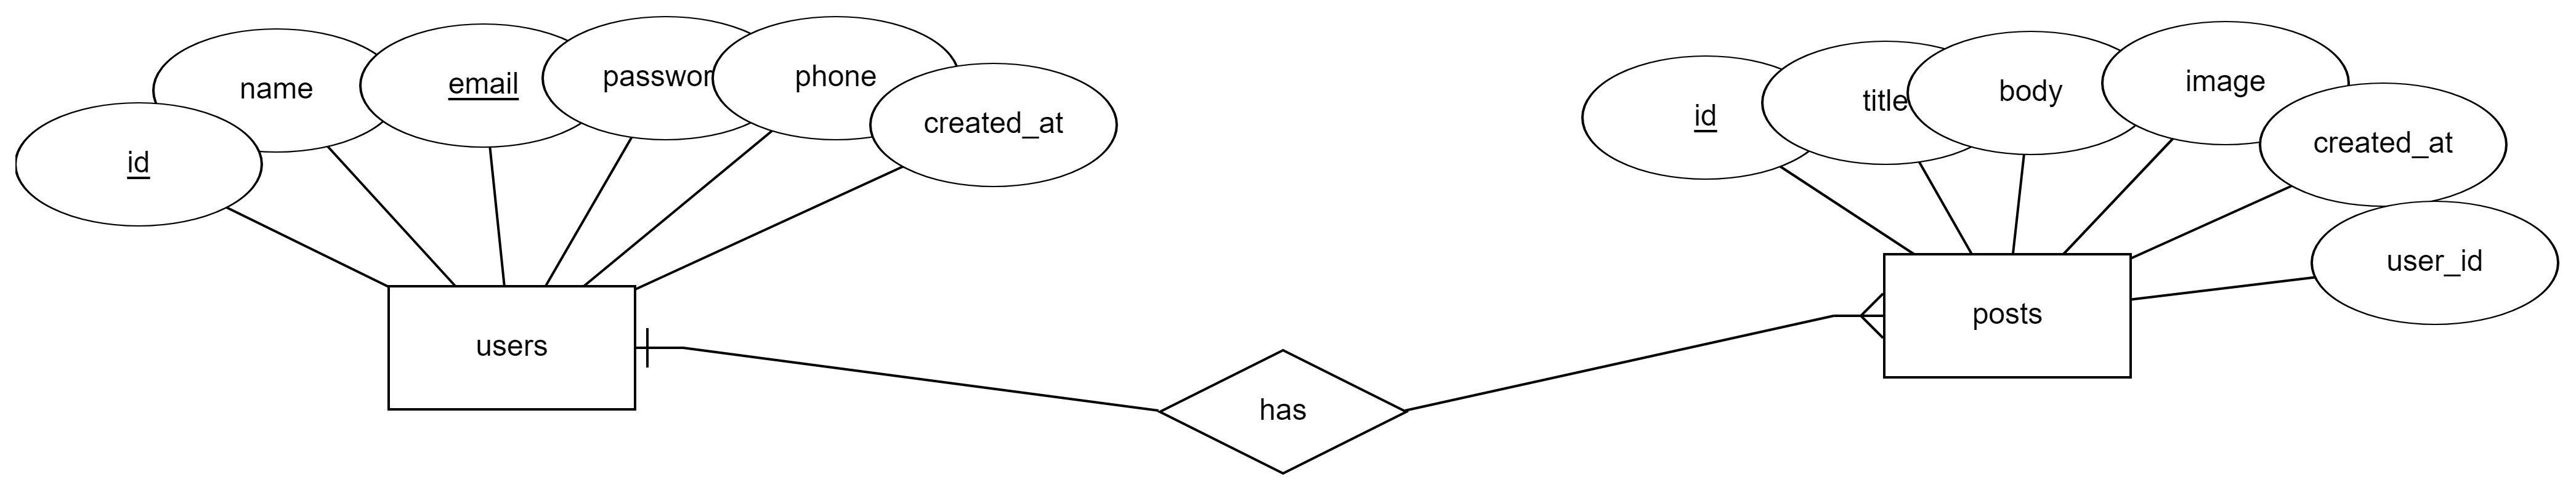 id
name
email
passwor
phone
created_at
users
has
id
title
body
image
created_at
user_id
posts